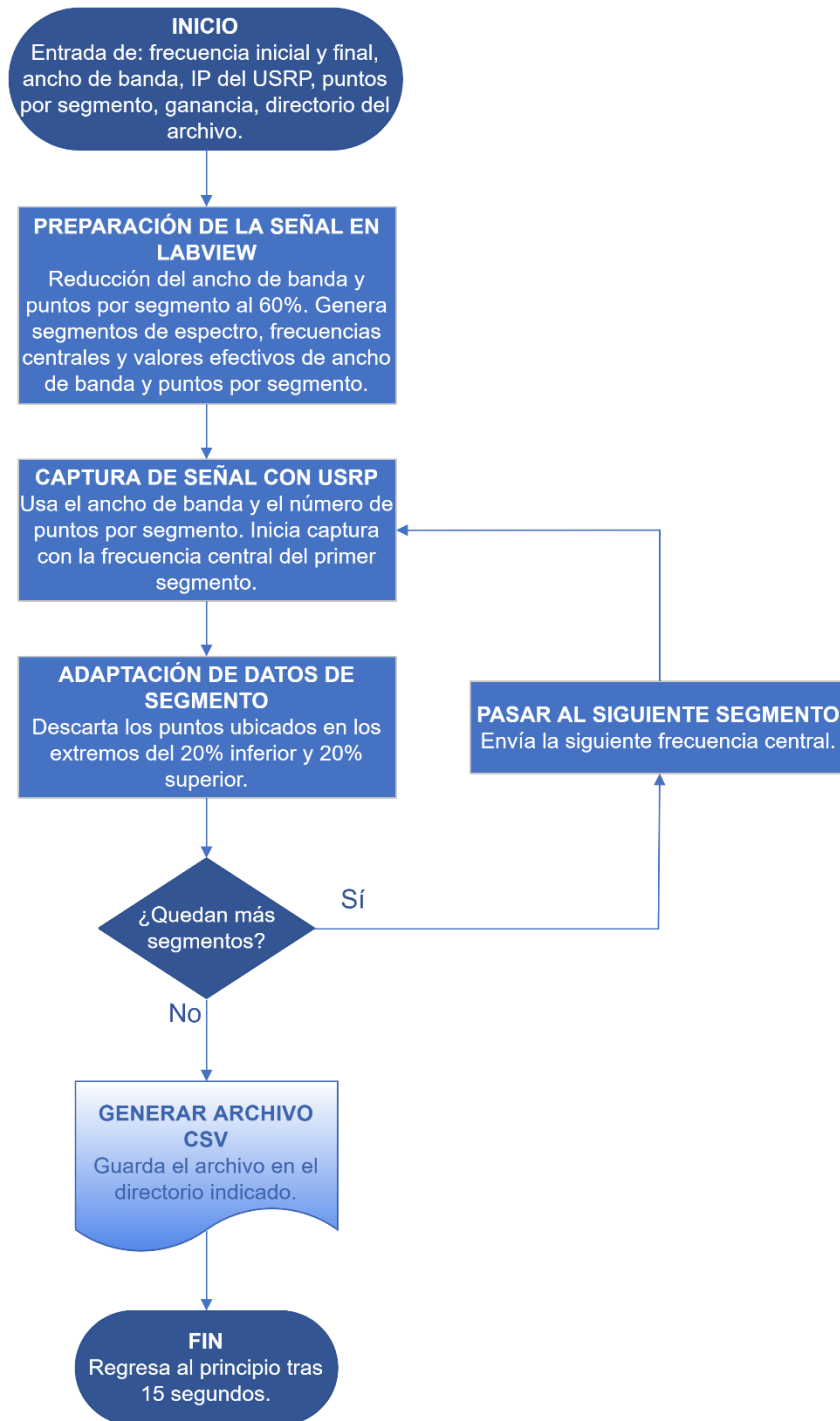 INICIO
Entrada de: frecuencia inicial y final,
ancho de banda, IP del USRP, puntos
por segmento, ganancia, directorio del
archivo.
PREPARACIÓN DE LA SEÑAL EN
LABVIEW
Reducción del ancho de banda y
puntos por segmento al 60%. Genera
segmentos de espectro, frecuencias
centrales y valores efectivos de ancho
de banda y puntos por segmento.
CAPTURA DE SEÑAL CON USRP
Usa el ancho de banda y el número de
puntos por segmento. Inicia captura
con la frecuencia central del primer
segmento.
ADAPTACIÓN DE DATOS DE
SEGMENTO
Descarta los puntos ubicados en los
extremos del 20% inferior y 20%
superior.
PASAR AL SIGUIENTE SEGMENTO
Envía la siguiente frecuencia central.
¿Quedan más
segmentos?
Sí
No
GENERAR ARCHIVO
CSV
Guarda el archivo en el
directorio indicado.
FIN
Regresa al principio tras
15 segundos.